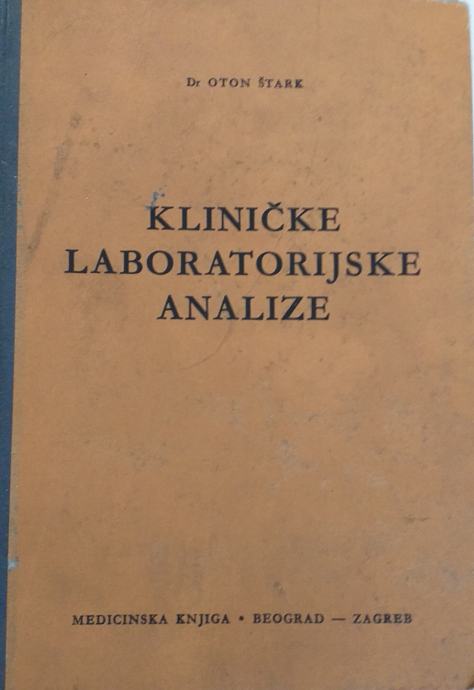 Dr OTON ŠTARK
KLINIČKE
LABORATORIJSKE
ANALIZE
MEDICINSKA KNJIGA • BEOGRAD — ZAGREB